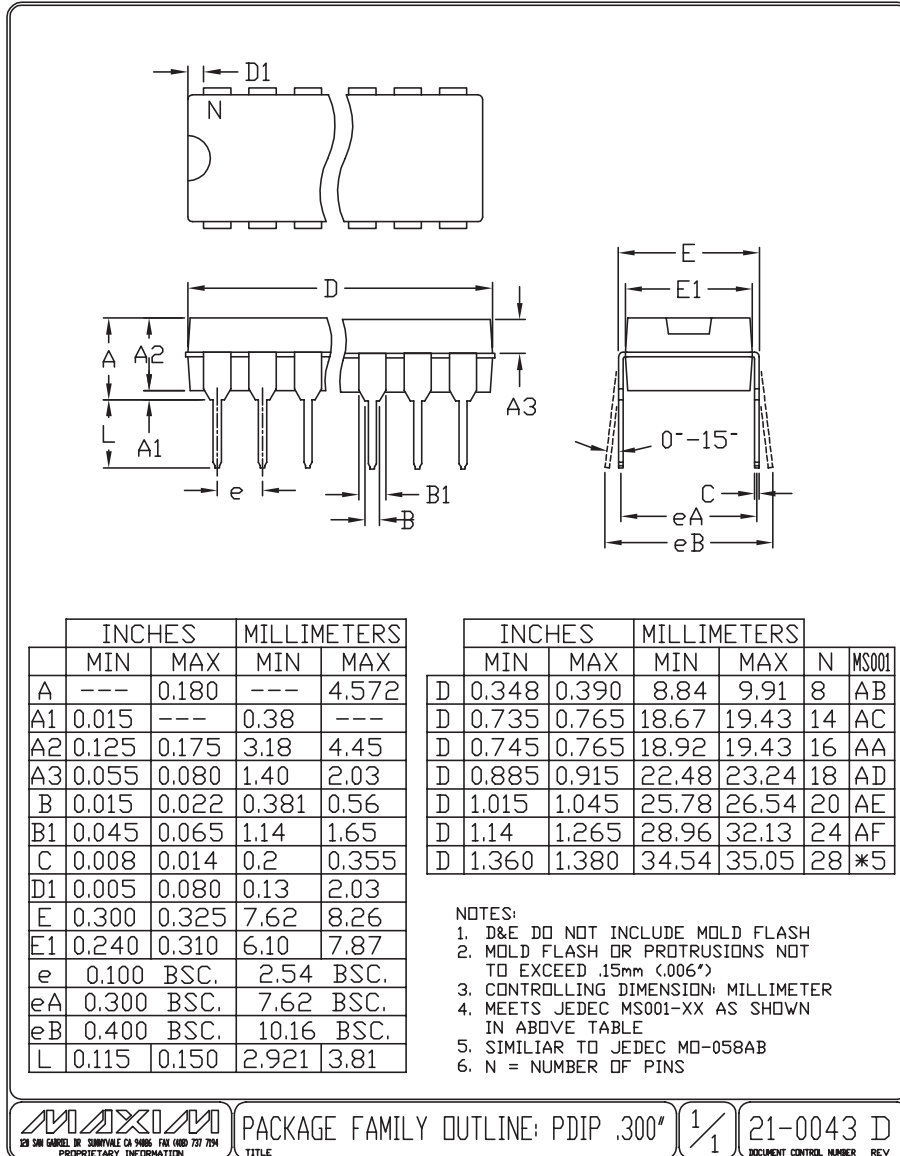 D1
N
D
E
E1
A
A2
A3
L
A1
0°-15°
e
B1
B
C
eA
eB
INCHES MILLIMETERS
MIN MAX MIN MAX
A --- 0.180 --- 4.572
A1 0.015 --- 0.38 ---
A2 0.125 0.175 3.18 4.45
A3 0.055 0.080 1.40 2.03
B 0.015 0.022 0.381 0.56
B1 0.045 0.065 1.14 1.65
C 0.008 0.014 0.2 0.355
D1 0.005 0.080 0.13 2.03
E 0.300 0.325 7.62 8.26
E1 0.240 0.310 6.10 7.87
e 0.100 BSC. 2.54 BSC.
eA 0.300 BSC. 7.62 BSC.
eB 0.400 BSC. 10.16 BSC.
L 0.115 0.150 2.921 3.81
INCHES MILLIMETERS
MIN MAX MIN MAX N MS001
D 0.348 0.390 8.84 9.91 8 AB
D 0.735 0.765 18.67 19.43 14 AC
D 0.745 0.765 18.92 19.43 16 AA
D 0.885 0.915 22.48 23.24 18 AD
D 1.015 1.045 25.78 26.54 20 AE
D 1.14 1.265 28.96 32.13 24 AF
D 1.360 1.380 34.54 35.05 28 *5
NOTES:
1. D&E DO NOT INCLUDE MOLD FLASH
2. MOLD FLASH OR PROTRUSIONS NOT
TO EXCEED .15mm (.006")
3. CONTROLLING DIMENSION: MILLIMETER
4. MEETS JEDEC MS001-XX AS SHOWN
IN ABOVE TABLE
5. SIMILIAR TO JEDEC MO-058AB
6. N = NUMBER OF PINS
MAXIM
120 SAN GABRIEL DR SUNNYVALE CA 94086 FAX (408) 737 7194
PROPRIETARY INFORMATION
PACKAGE FAMILY OUTLINE: PDIP .300"
TITLE
1/1
21-0043 D
DOCUMENT CONTROL NUMBER REV